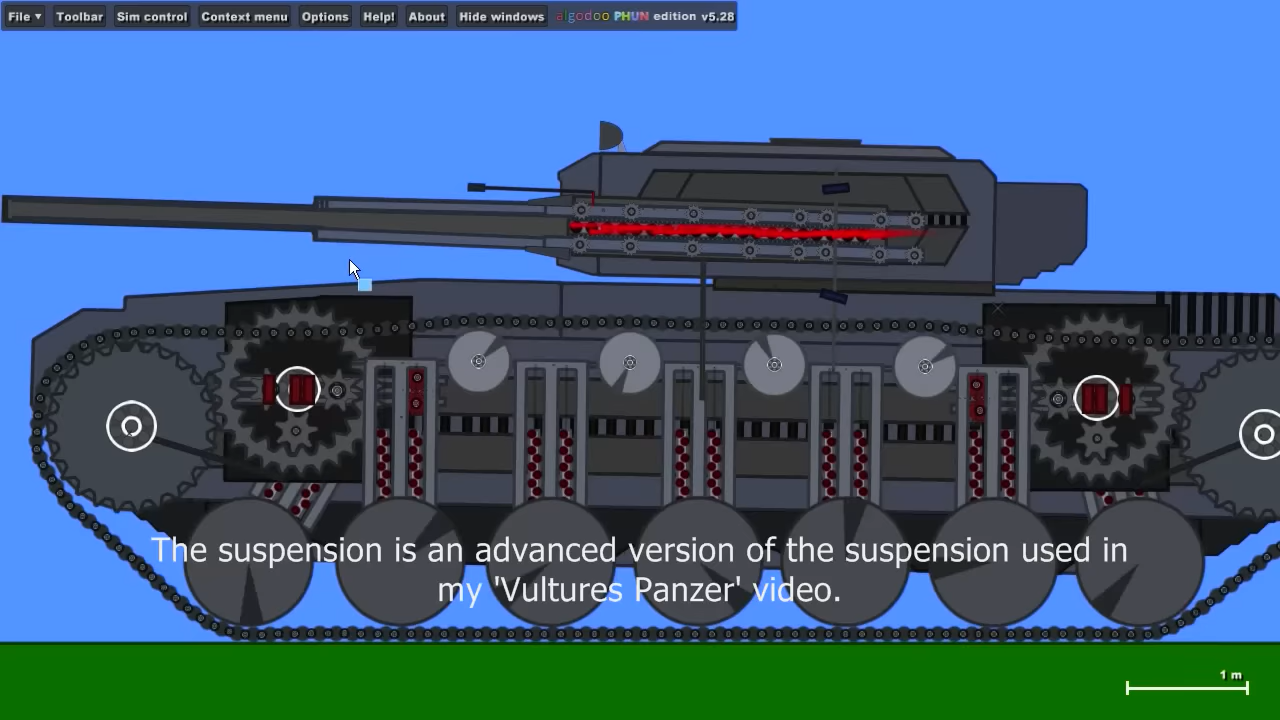 File ▾ Toolbar Sim control Context menu Options Help! About Hide windows algodoo PHUN edition v5.28
The suspension is an advanced version of the suspension used in
my 'Vultures Panzer' video.
1 m